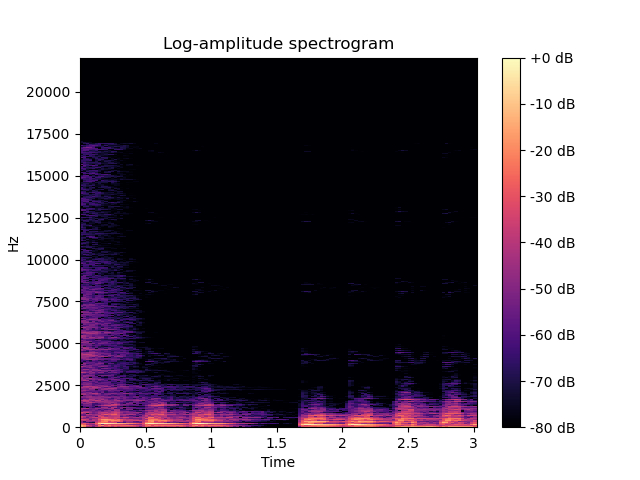 Log-amplitude spectrogram
+0 dB
20000
-10 dB
17500
-20 dB
15000
-30 dB
12500
Hz
-40 dB
10000
-50 dB
7500
-60 dB
5000
-70 dB
2500
0
-80 dB
0 0.5 1 1.5 2 2.5 3
Time